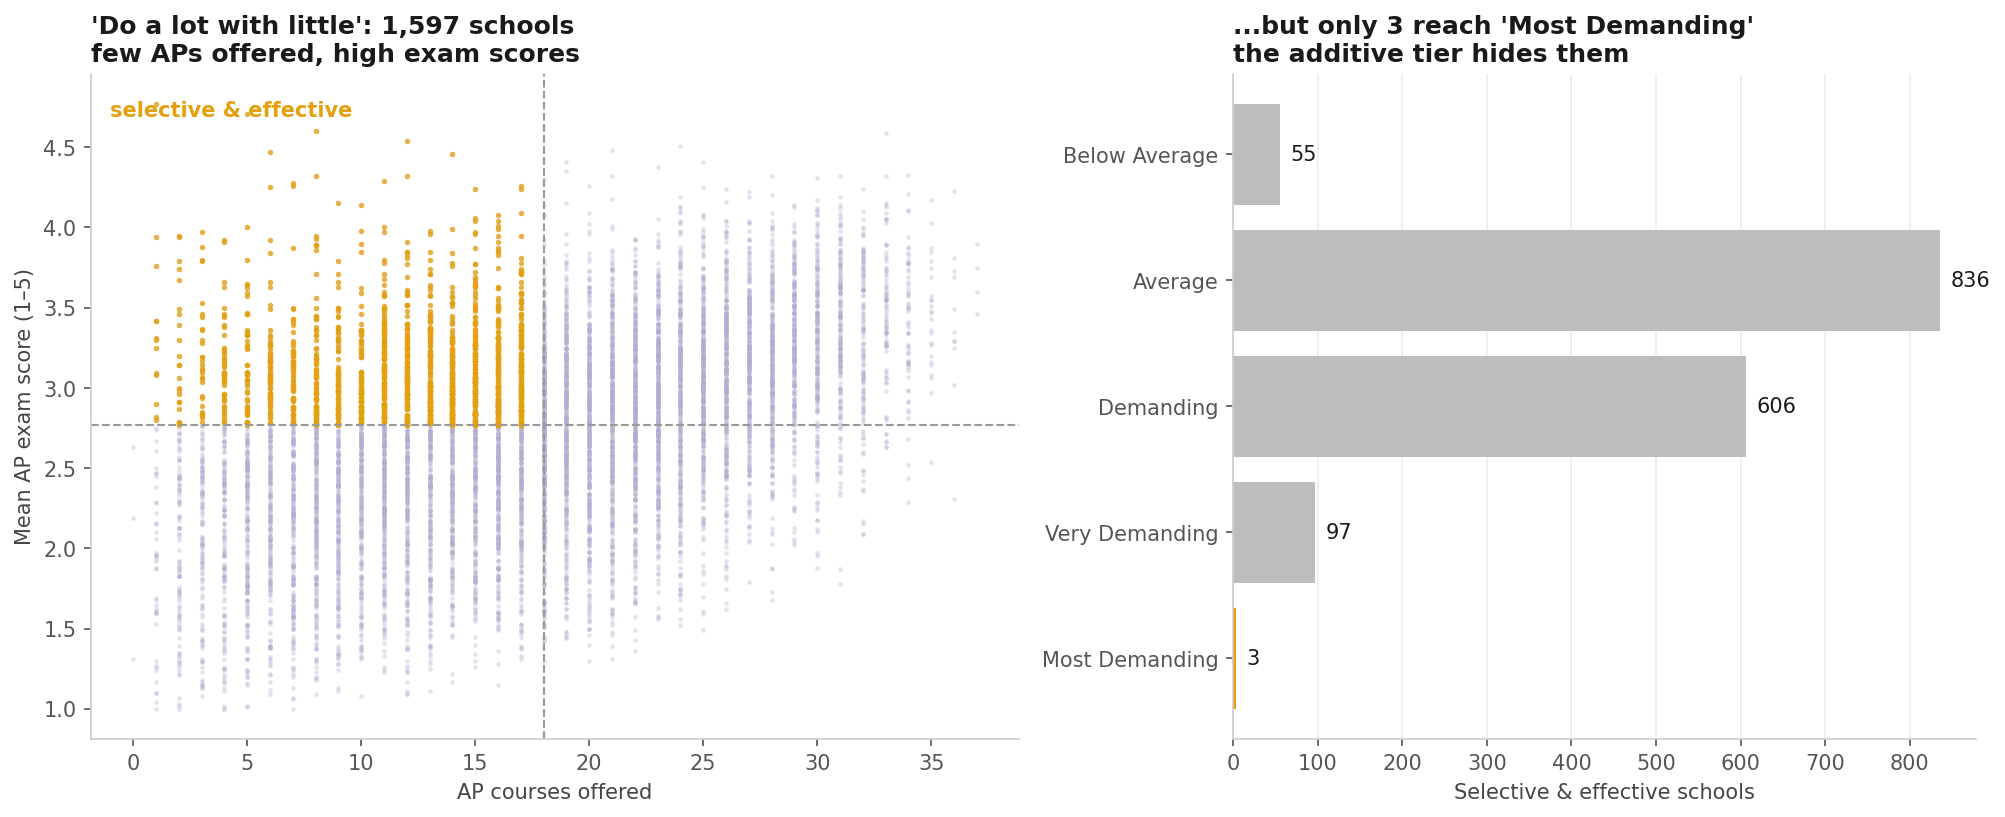 'Do a lot with little': 1,597 schools
few APs offered, high exam scores
selective & effective
Mean AP exam score (1–5)
4.5
4.0
3.5
3.0
2.5
2.0
1.5
1.0
0 5 10 15 20 25 30 35
AP courses offered
...but only 3 reach 'Most Demanding'
the additive tier hides them
Below Average 55
Average 836
Demanding 606
Very Demanding 97
Most Demanding 3
0 100 200 300 400 500 600 700 800
Selective & effective schools